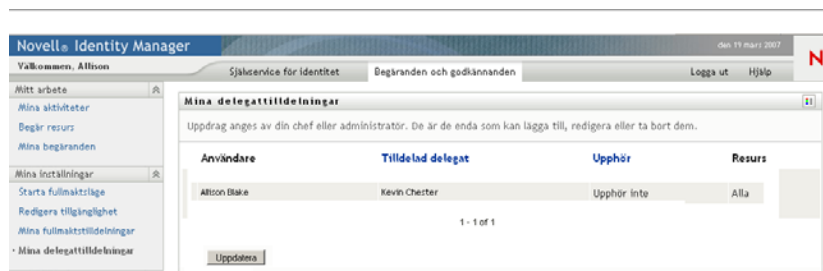 Novell® Identity Manager
den 19 mars 2007
N
Välkommen, Allison
Självservice för identitet
Begäranden och godkännanden
Logga ut
Hjälp
Mitt arbete
Mina aktiviteter
Begär resurs
Mina begäranden
Mina inställningar
Starta fullmaktsläge
Redigera tillgänglighet
Mina fullmaktstilldelningar
Mina delegattilldelningar
Mina delegattilldelningar
Uppdrag anges av din chef eller administratör. De är de enda som kan lägga till, redigera eller ta bort dem.
Användare Tilldelad delegat Upphör Resurs
Allison Blake Kevin Chester Upphör inte Alla
1 - 1 of 1
Uppdatera